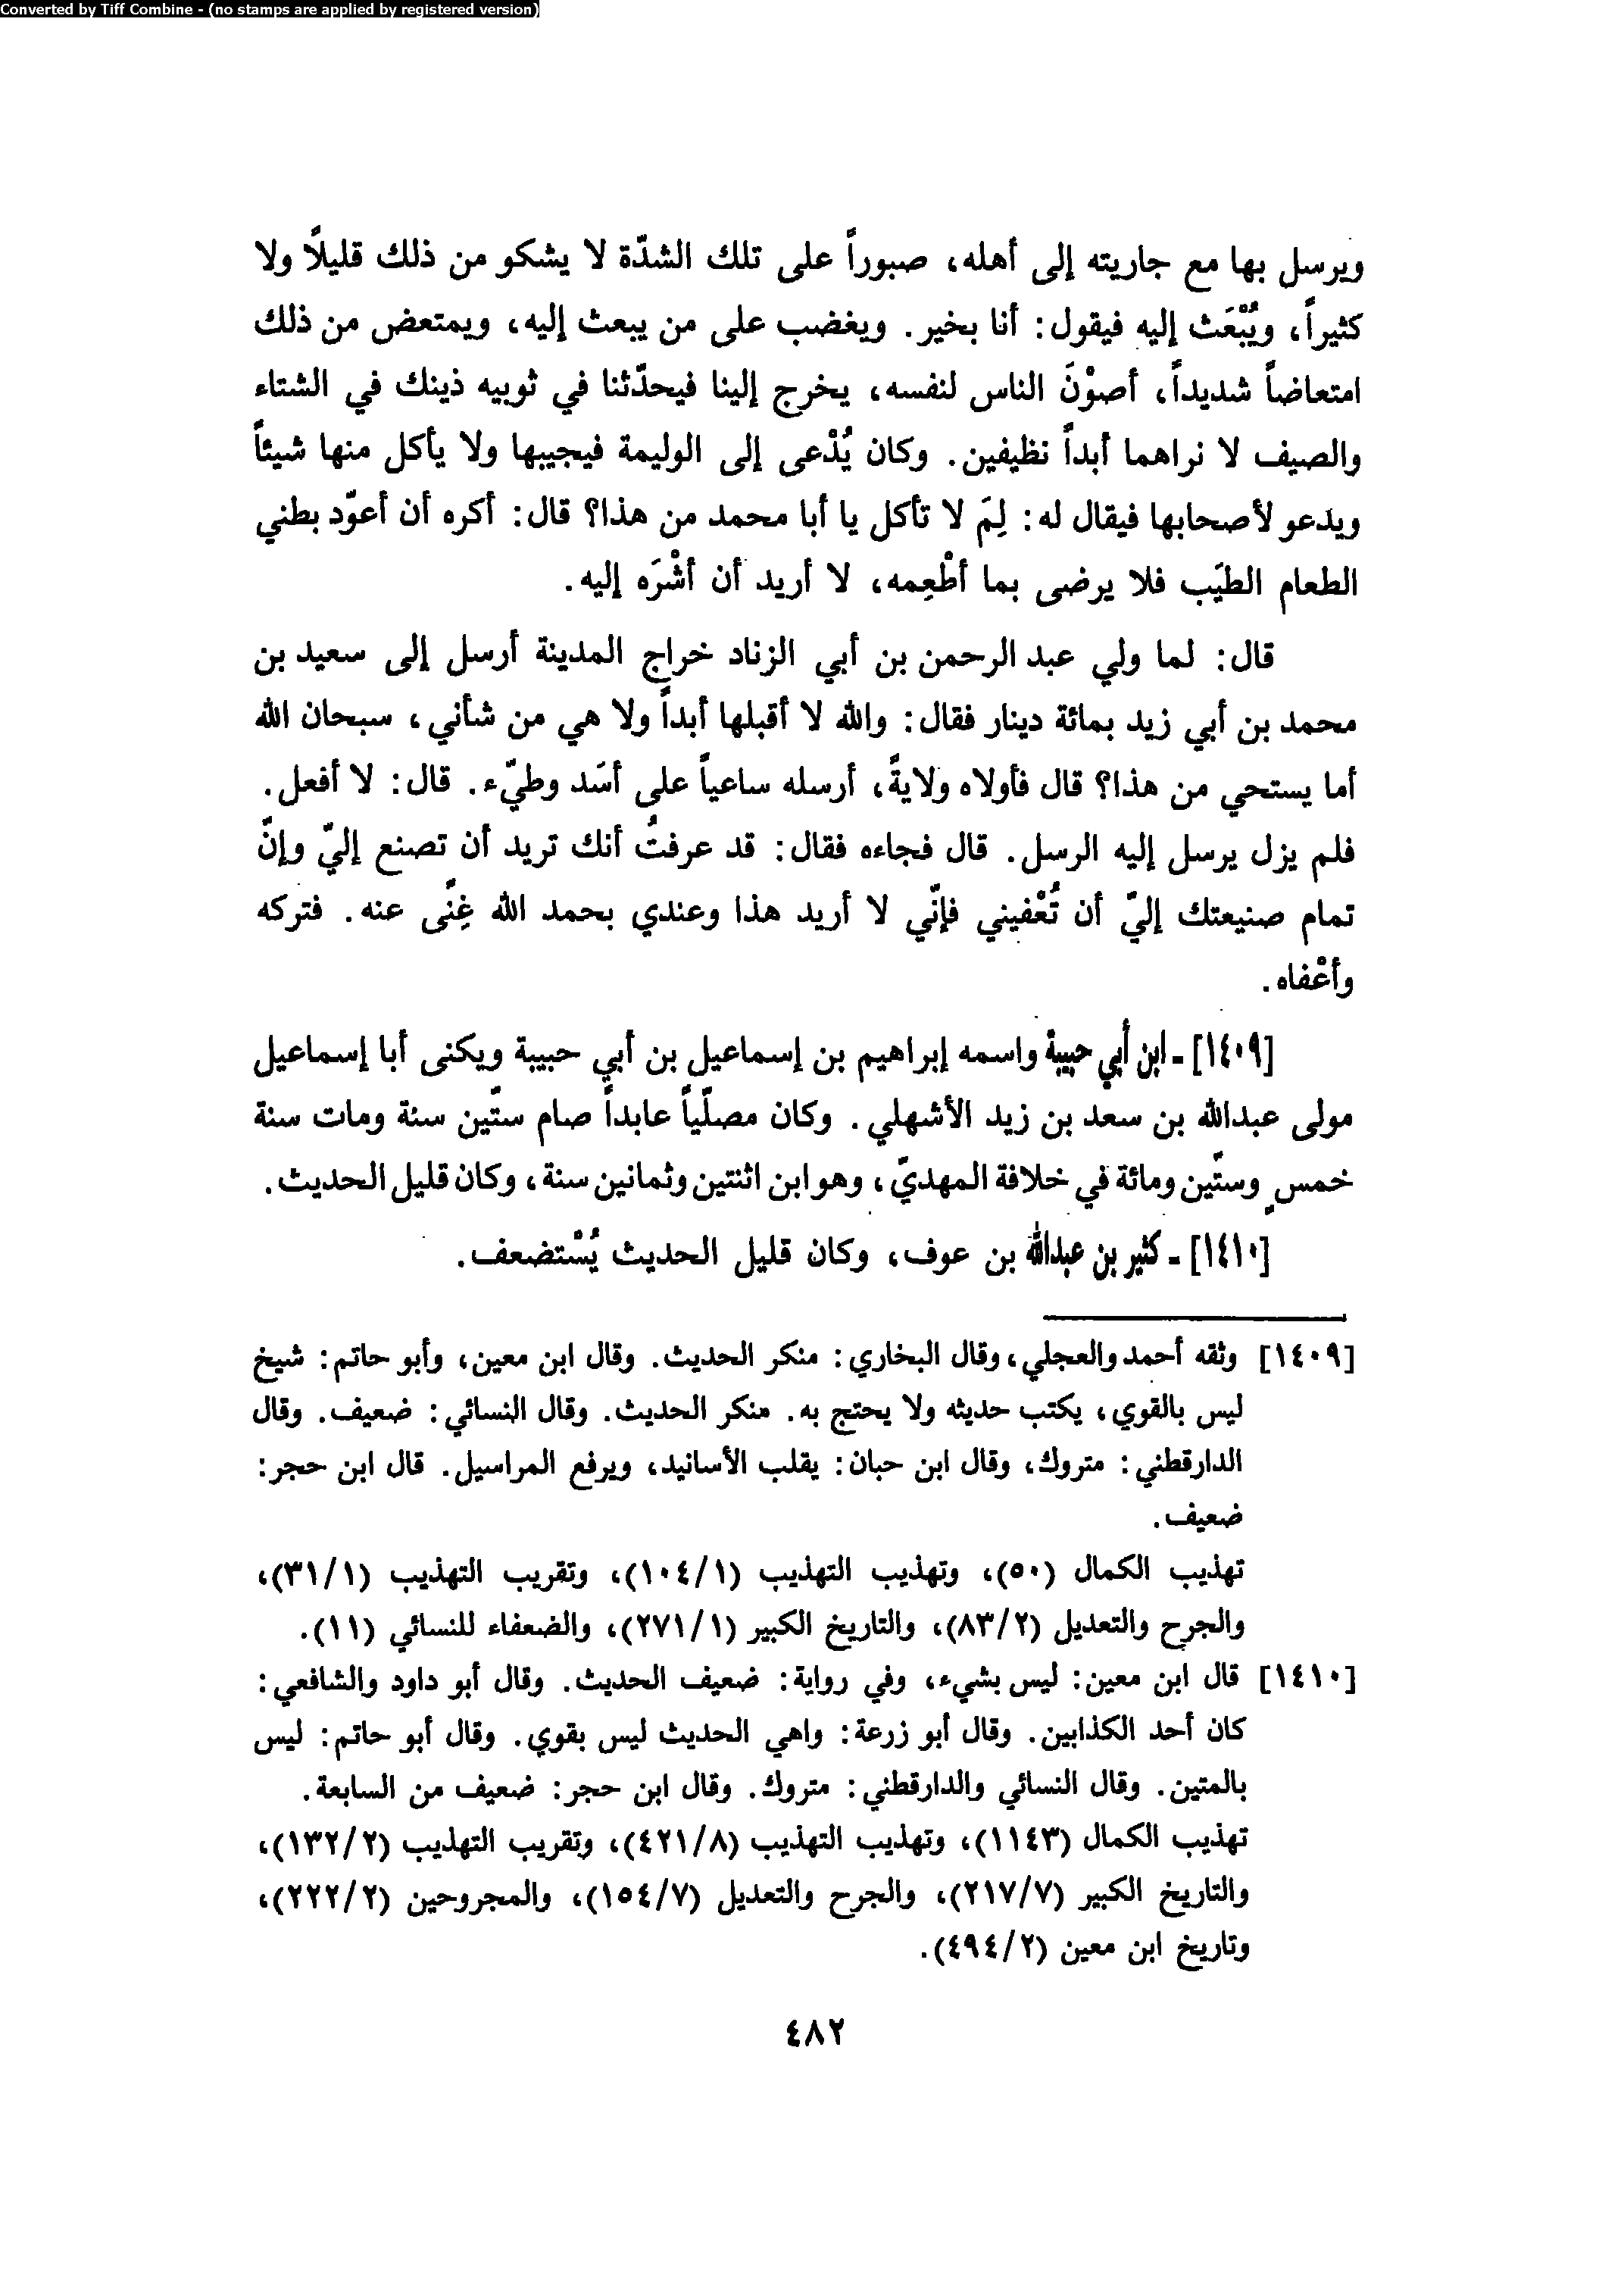 Converted by Tiff Combine - (no stamps are applied by registered version)
ويرسل بها مع جاريته إلى أهله، صبوراً على تلك الشدّة لا يشكو من ذلك قليلاً ولا
كثيراً، ويُبْعَث إليه فيقول: أنا بخير. ويغضب على من يبعث إليه، ويمتعض من ذلك
امتعاضاً شديداً، أصوْنَ الناس لنفسه، يخرج إلينا فيحدّثنا في ثوبيه ذينك في الشتاء
والصيف لا نراهما أبداً نظيفين. وكان يُدْعى إلى الوليمة فيجيبها ولا يأكل منها شيئاً
ويدعو لأصحابها فيقال له: لِمَ لا تأكل يا أبا محمد من هذا؟ قال: أكره أن أعوّد بطني
الطعام الطيَب فلا يرضى بما أطْعِمه، لا أريد أن أشْرَه إليه.
قال: لما ولي عبد الرحمن بن أبي الزناد خراج المدينة أرسل إلى سعيد بن
محمد بن أبي زيد بمائة دينار فقال: والله لا أقبلها أبداً ولا هي من شأني، سبحان الله
أما يستحي من هذا؟ قال فأولاه ولايةً، أرسله ساعياً على أسَد وطيّء. قال: لا أفعل.
فلم يزل يرسل إليه الرسل. قال فجاءه فقال: قد عرفتُ أنك تريد أن تصنع إليّ وإنّ
تمام صنيعتك إليّ أن تُعْفيني فإنّي لا أريد هذا وعندي بحمد الله غِنًى عنه. فتركه
وأعْفاه.
[١٤٠٩] - ابن أبي حبيبة واسمه إبراهيم بن إسماعيل بن أبي حبيبة ويكنى أبا إسماعيل
مولى عبدالله بن سعد بن زيد الأشهلي. وكان مصلّياً عابداً صام ستّين سنة ومات سنة
خمسٍ وستّين ومائة في خلافة المهديّ، وهو ابن اثنتين وثمانين سنة، وكان قليل الحديث.
[١٤١٠] - كثير بن عبدالله بن عوف، وكان قليل الحديث يُسْتضعف.
[١٤٠٩] وثقه أحمد والعجلي، وقال البخاري: منكر الحديث. وقال ابن معين، وأبو حاتم: شيخ
ليس بالقوي، يكتب حديثه ولا يحتج به. منكر الحديث. وقال النسائي: ضعيف. وقال
الدارقطني: متروك، وقال ابن حبان: يقلب الأسانيد، ويرفع المراسيل. قال ابن حجر:
ضعيف.
تهذيب الكمال (٥٠)، وتهذيب التهذيب (١٠٤/١)، وتقريب التهذيب (٣١/١)،
والجرح والتعديل (٨٣/٢)، والتاريخ الكبير (٢٧١/١)، والضعفاء للنسائي (١١).
[١٤١٠] قال ابن معين: ليس بشيء، وفي رواية: ضعيف الحديث. وقال أبو داود والشافعي:
كان أحد الكذابين. وقال أبو زرعة: واهي الحديث ليس بقوي. وقال أبو حاتم: ليس
بالمتين. وقال النسائي والدارقطني: متروك. وقال ابن حجر: ضعيف من السابعة.
تهذيب الكمال (١١٤٣)، وتهذيب التهذيب (٤٢١/٨)، وتقريب التهذيب (١٣٢/٢)،
والتاريخ الكبير (٢١٧/٧)، والجرح والتعديل (١٥٤/٧)، والمجروحين (٢٢٢/٢)،
وتاريخ ابن معين (٤٩٤/٢).
٤٨٢